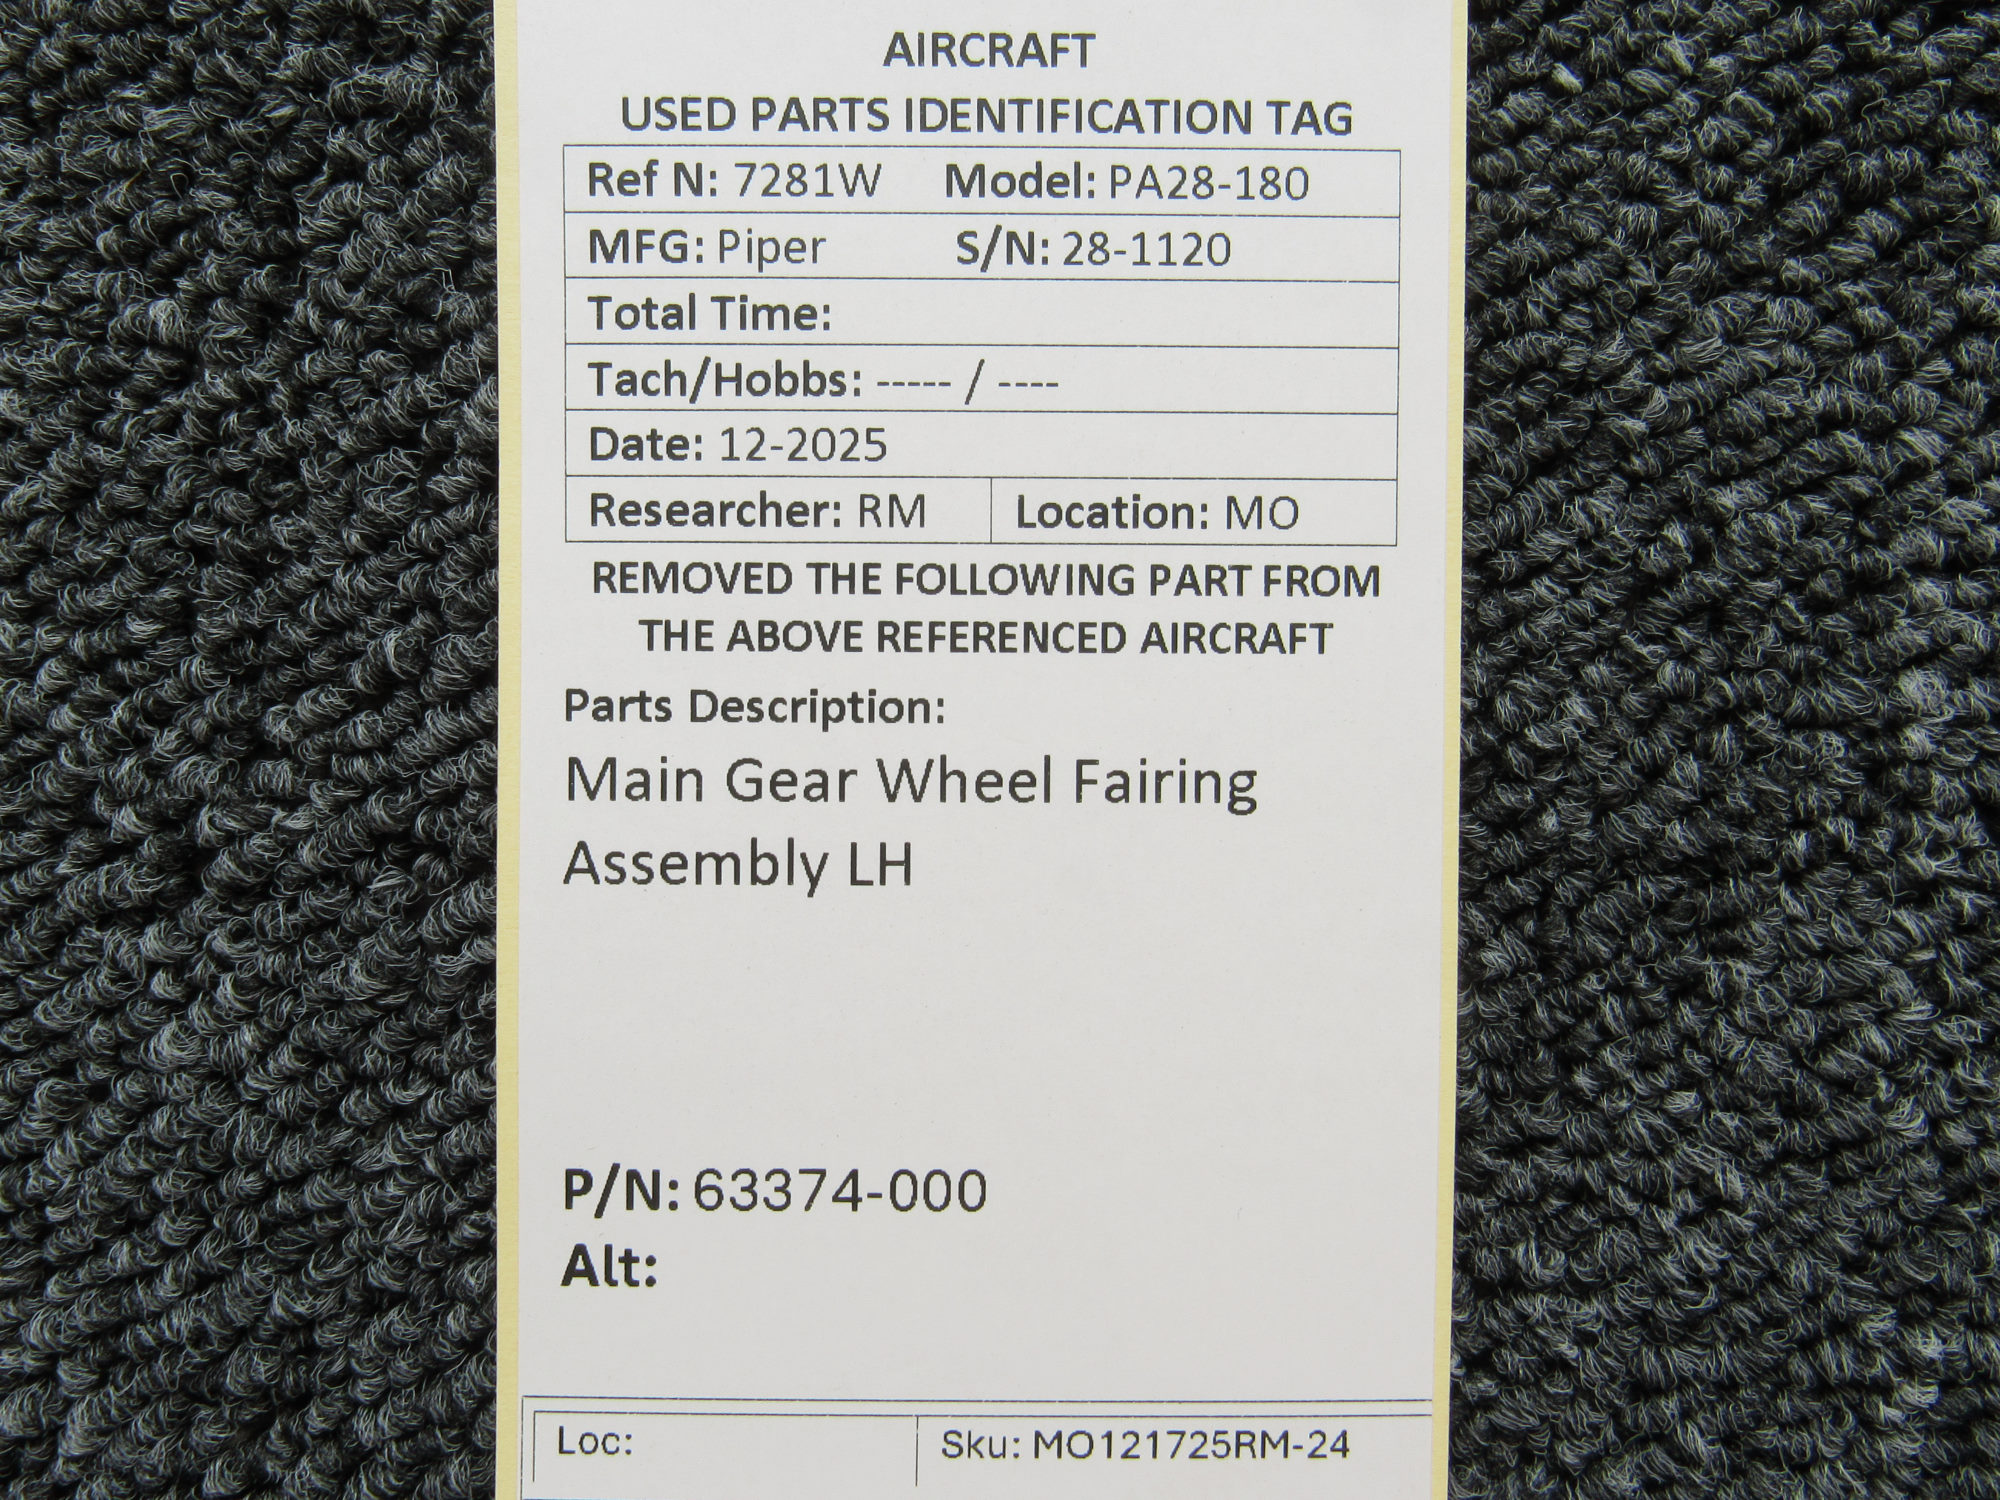 AIRCRAFT
USED PARTS IDENTIFICATION TAG
Ref N: 7281W Model: PA28-180
MFG: Piper S/N: 28-1120
Total Time:
Tach/Hobbs: ----- / ----
Date: 12-2025
Researcher: RM Location: MO
REMOVED THE FOLLOWING PART FROM
THE ABOVE REFERENCED AIRCRAFT
Parts Description:
Main Gear Wheel Fairing
Assembly LH
P/N: 63374-000
Alt:
Loc: Sku: MO121725RM-24